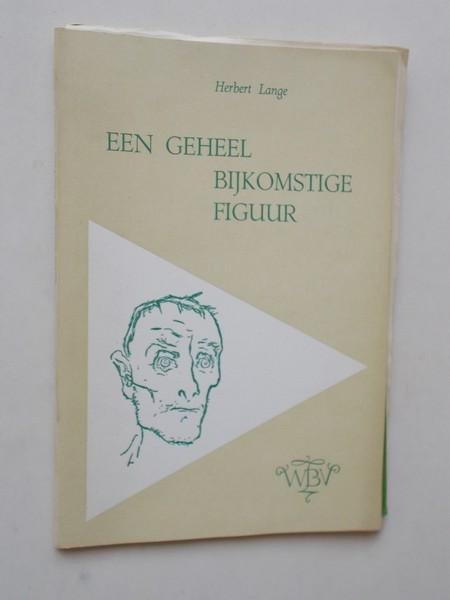 Herbert Lange
EEN GEHEEL
BIJKOMSTIGE
FIGUUR
WBV